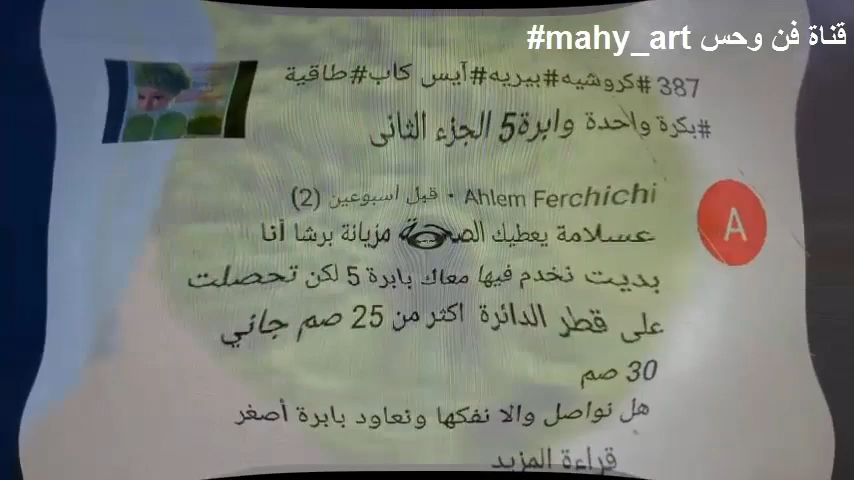 قناة فن وحس mahy_art#
387 #كروشيه#بيريه#آيس كاب#طاقية
#بكرة واحدة وابرة5 الجزء الثانى
Ahlem Ferchichi • قبل أسبوعين (2)
A
عسلامة يعطيك الصحة مزيانة برشا أنا
بديت نخدم فيها معاك بابرة 5 لكن تحصلت
على قطر الدائرة اكثر من 25 صم جاني
30 صم
هل نواصل والا نفكها ونعاود بابرة أصغر
قراءة المزيد